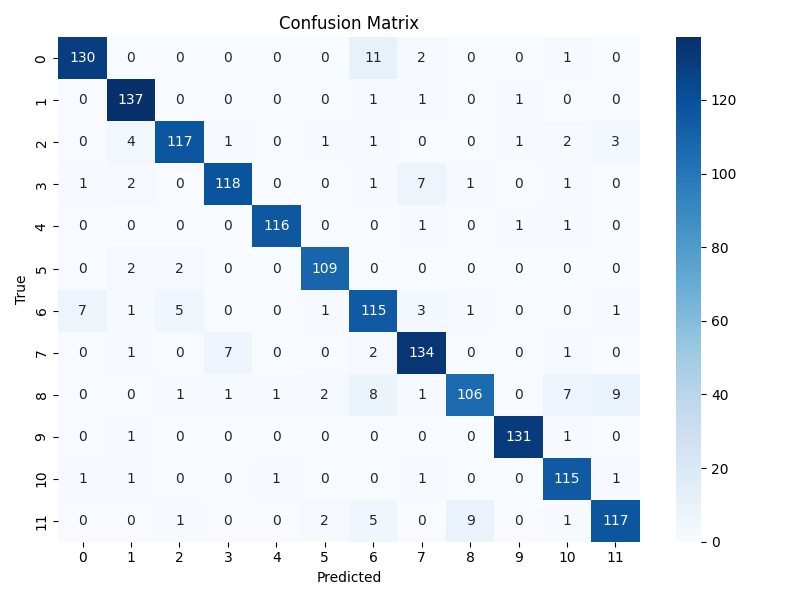 Confusion Matrix
0 130 0 0 0 0 0 11 2 0 0 1 0
1 0 137 0 0 0 0 1 1 0 1 0 0
2 0 4 117 1 0 1 1 0 0 1 2 3
3 1 2 0 118 0 0 1 7 1 0 1 0
4 0 0 0 0 116 0 0 1 0 1 1 0
5 0 2 2 0 0 109 0 0 0 0 0 0
6 7 1 5 0 0 1 115 3 1 0 0 1
7 0 1 0 7 0 0 2 134 0 0 1 0
8 0 0 1 1 1 2 8 1 106 0 7 9
9 0 1 0 0 0 0 0 0 0 131 1 0
10 1 1 0 0 1 0 0 1 0 0 115 1
11 0 0 1 0 0 2 5 0 9 0 1 117
0 1 2 3 4 5 6 7 8 9 10 11
Predicted
True
120
100
80
60
40
20
0